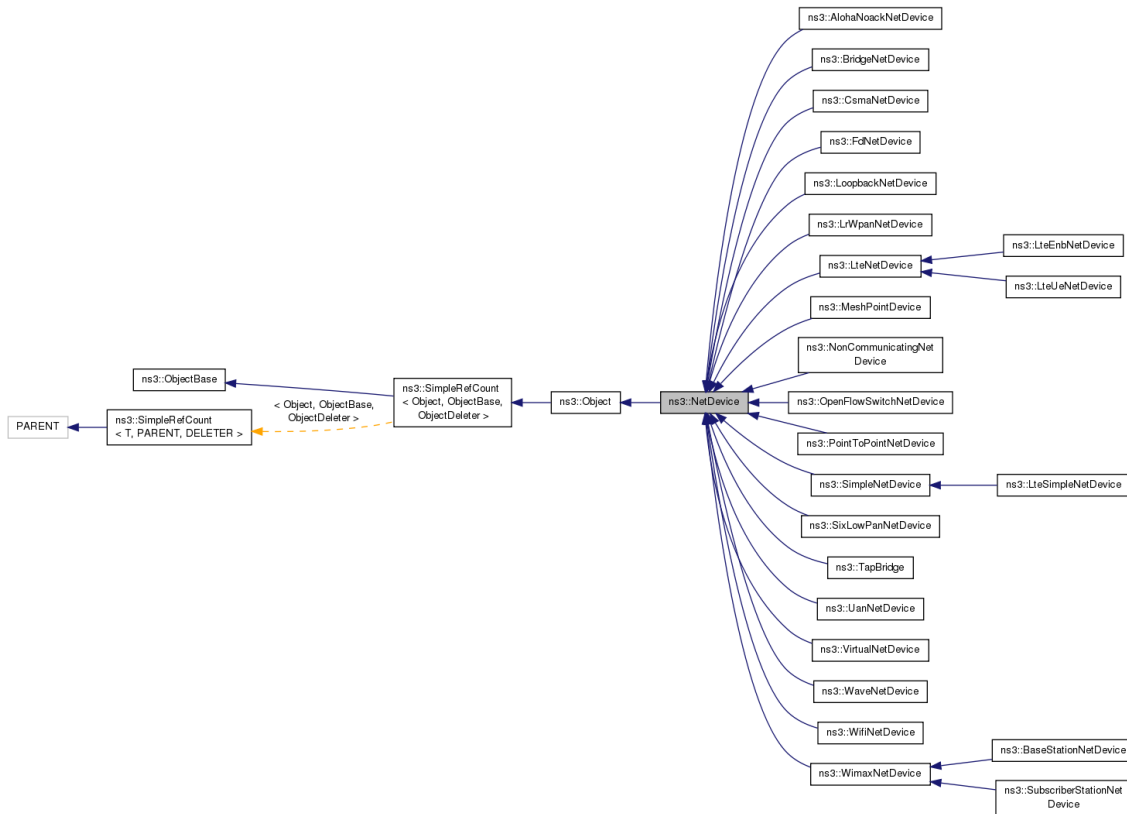 ns3::AlohaNoackNetDevice
ns3::BridgeNetDevice
ns3::CsmaNetDevice
ns3::FdNetDevice
ns3::LoopbackNetDevice
ns3::LrWpanNetDevice
ns3::LteEnbNetDevice
ns3::LteNetDevice
ns3::LteUeNetDevice
ns3::MeshPointDevice
ns3::NonCommunicatingNet
Device
ns3::ObjectBase
ns3::SimpleRefCount
< Object, ObjectBase,
ObjectDeleter >
ns3::Object
ns3::NetDevice
ns3::OpenFlowSwitchNetDevice
< Object, ObjectBase,
ObjectDeleter >
PARENT
ns3::SimpleRefCount
< T, PARENT, DELETER >
ns3::PointToPointNetDevice
ns3::SimpleNetDevice
ns3::LteSimpleNetDevice
ns3::SixLowPanNetDevice
ns3::TapBridge
ns3::UanNetDevice
ns3::VirtualNetDevice
ns3::WaveNetDevice
ns3::WifiNetDevice
ns3::BaseStationNetDevice
ns3::WimaxNetDevice
ns3::SubscriberStationNet
Device